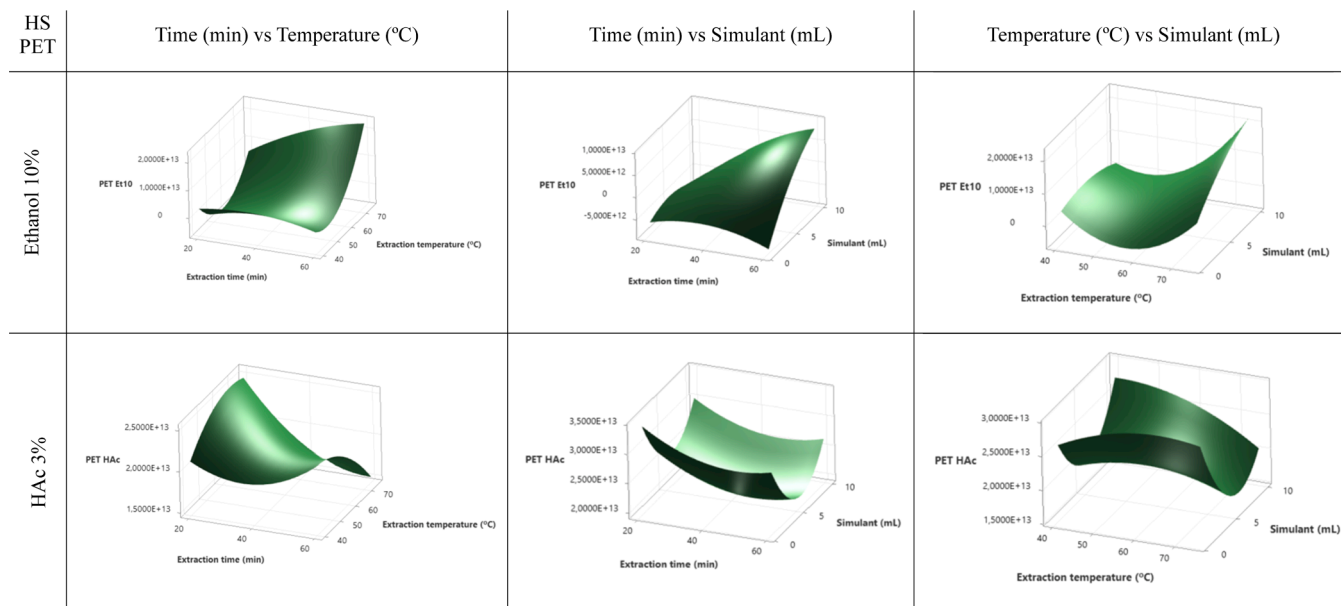 HS
PET
Time (min) vs Temperature (ºC)
Time (min) vs Simulant (mL)
Temperature (ºC) vs Simulant (mL)
Ethanol 10%
2,0000E+13
1,0000E+13
0
PET Et10
20
40
60
Extraction time (min)
40
50
60
70
Extraction temperature (ºC)
1,0000E+13
5,0000E+12
0
-5,000E+12
PET Et10
20
40
60
Extraction time (min)
0
5
10
Simulant (mL)
2,0000E+13
1,0000E+13
0
PET Et10
40
50
60
70
Extraction temperature (ºC)
0
5
10
Simulant (mL)
HAc 3%
2,5000E+13
2,0000E+13
1,5000E+13
PET HAc
20
40
60
Extraction time (min)
40
50
60
70
Extraction temperature (ºC)
3,5000E+13
3,0000E+13
2,5000E+13
2,0000E+13
PET HAc
20
40
60
Extraction time (min)
0
5
10
Simulant (mL)
3,0000E+13
2,5000E+13
2,0000E+13
1,5000E+13
PET HAc
40
50
60
70
Extraction temperature (ºC)
0
5
10
Simulant (mL)